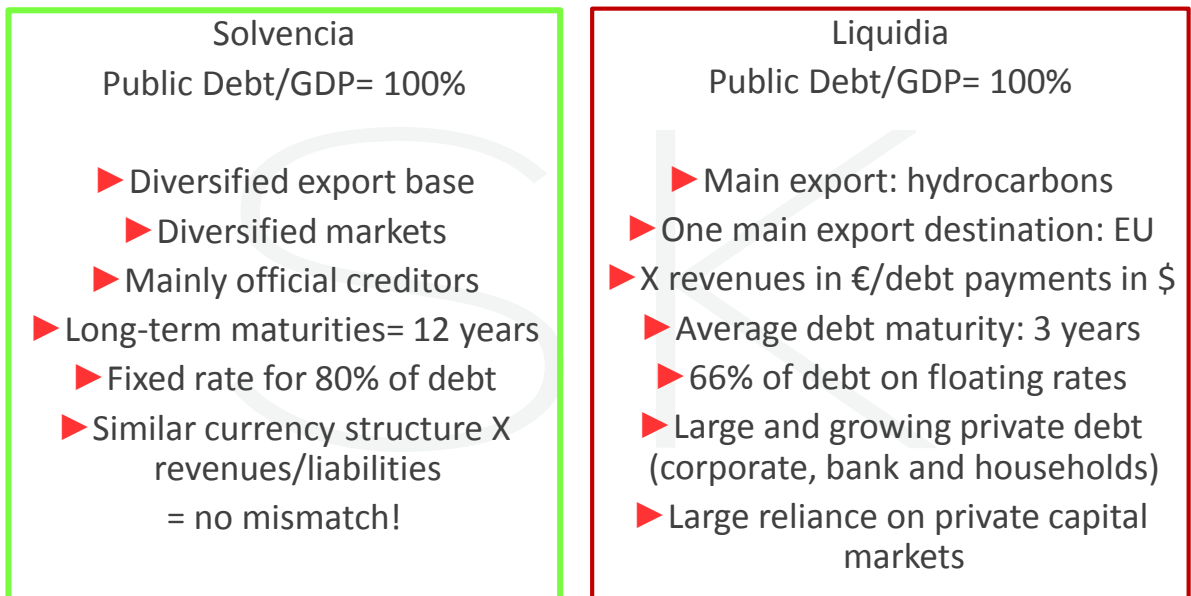 Solvencia
Public Debt/GDP= 100%
►Diversified export base
►Diversified markets
►Mainly official creditors
►Long-term maturities= 12 years
►Fixed rate for 80% of debt
►Similar currency structure X
revenues/liabilities
= no mismatch!
Liquidia
Public Debt/GDP= 100%
►Main export: hydrocarbons
►One main export destination: EU
►X revenues in €/debt payments in $
►Average debt maturity: 3 years
►66% of debt on floating rates
►Large and growing private debt
(corporate, bank and households)
►Large reliance on private capital
markets
SK